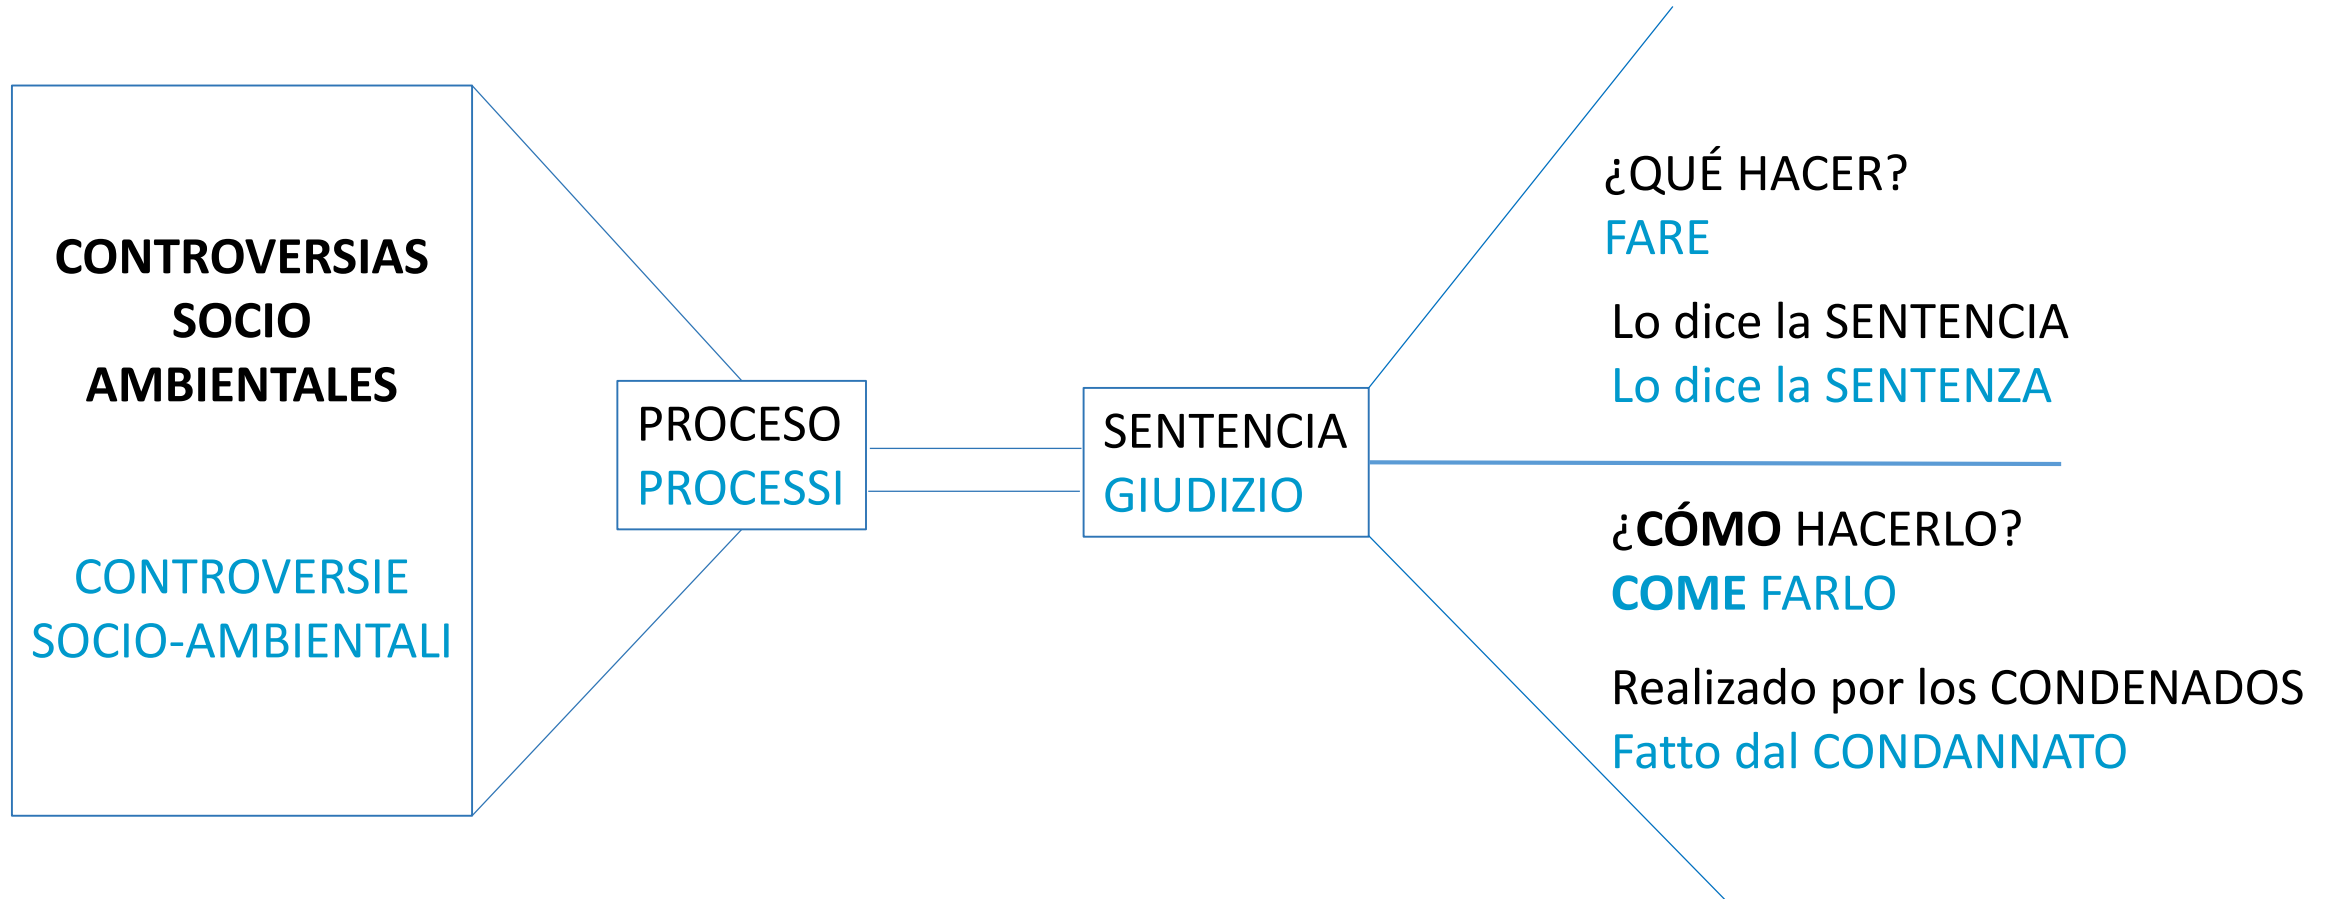 CONTROVERSIAS
SOCIO
AMBIENTALES
CONTROVERSIE
SOCIO-AMBIENTALI
PROCESO
PROCESSI
SENTENCIA
GIUDIZIO
¿QUÉ HACER?
FARE
Lo dice la SENTENCIA
Lo dice la SENTENZA
¿CÓMO HACERLO?
COME FARLO
Realizado por los CONDENADOS
Fatto dal CONDANNATO